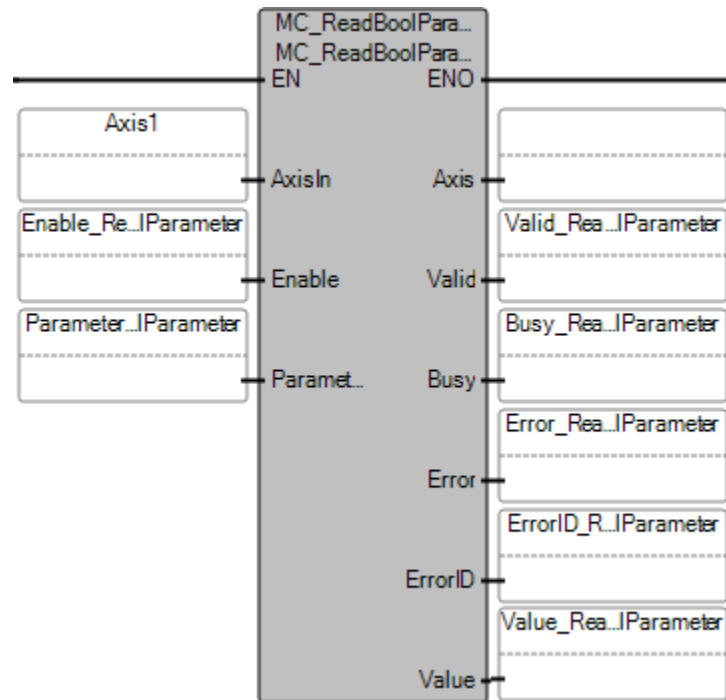 MC_ReadBoolPara...
MC_ReadBoolPara...
EN ENO
Axis1
AxisIn Axis
Enable_Re...lParameter Valid_Rea...lParameter
Enable Valid
Parameter...lParameter Busy_Rea...lParameter
Paramet... Busy
Error_Rea...lParameter
Error
ErrorID_R...lParameter
ErrorID
Value_Rea...lParameter
Value